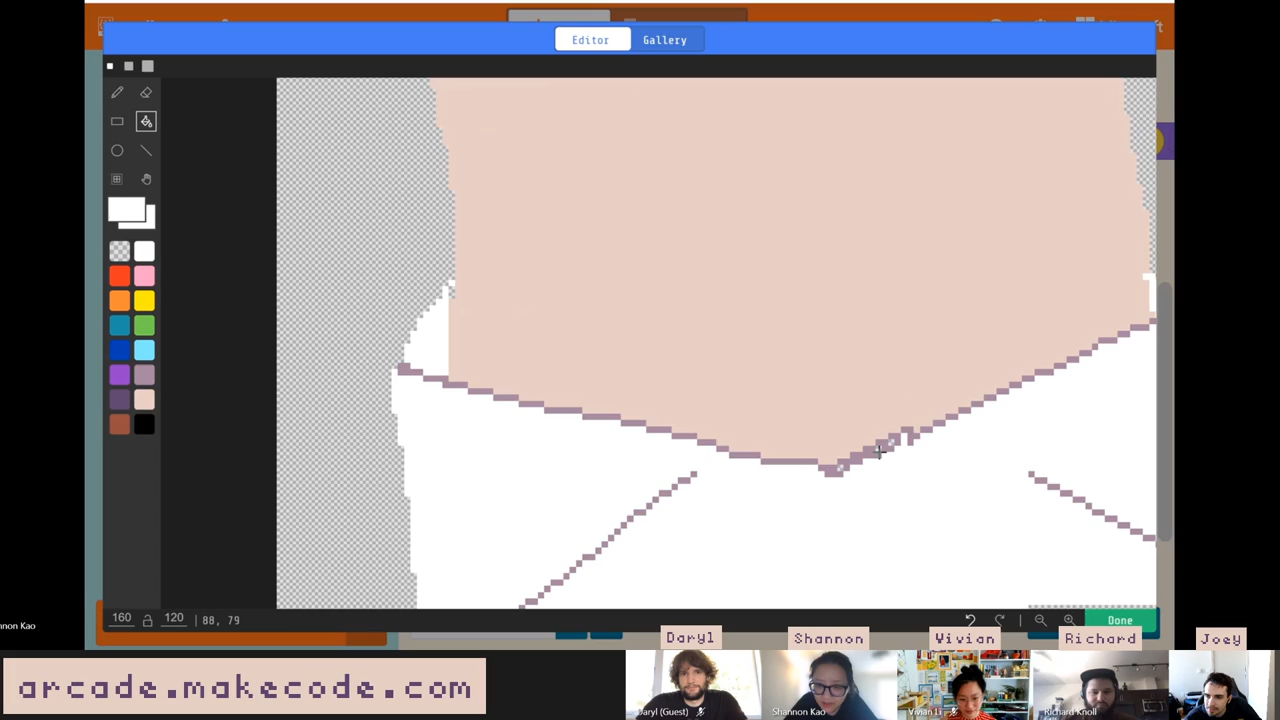 Editor
Gallery
160
120
88, 79
Done
nnon Kao
Daryl
Shannon
Vivian
Richard
Joey
arcade.makecode.com
Daryl (Guest)
Shannon Kao
Vivian Li
Richard Knoll